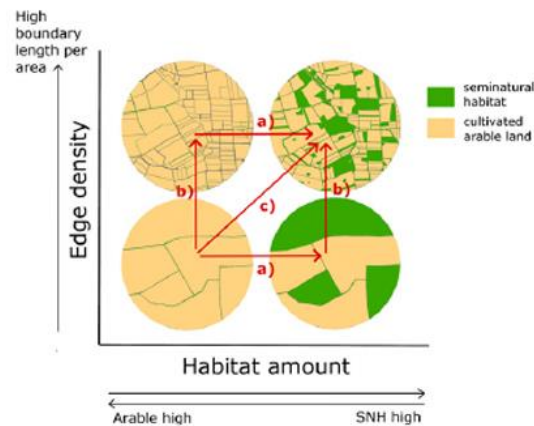 High
boundary
length per
area
Edge density
a)
b)
c)
b)
a)
seminatural
habitat
cultivated
arable land
Habitat amount
Arable high
SNH high